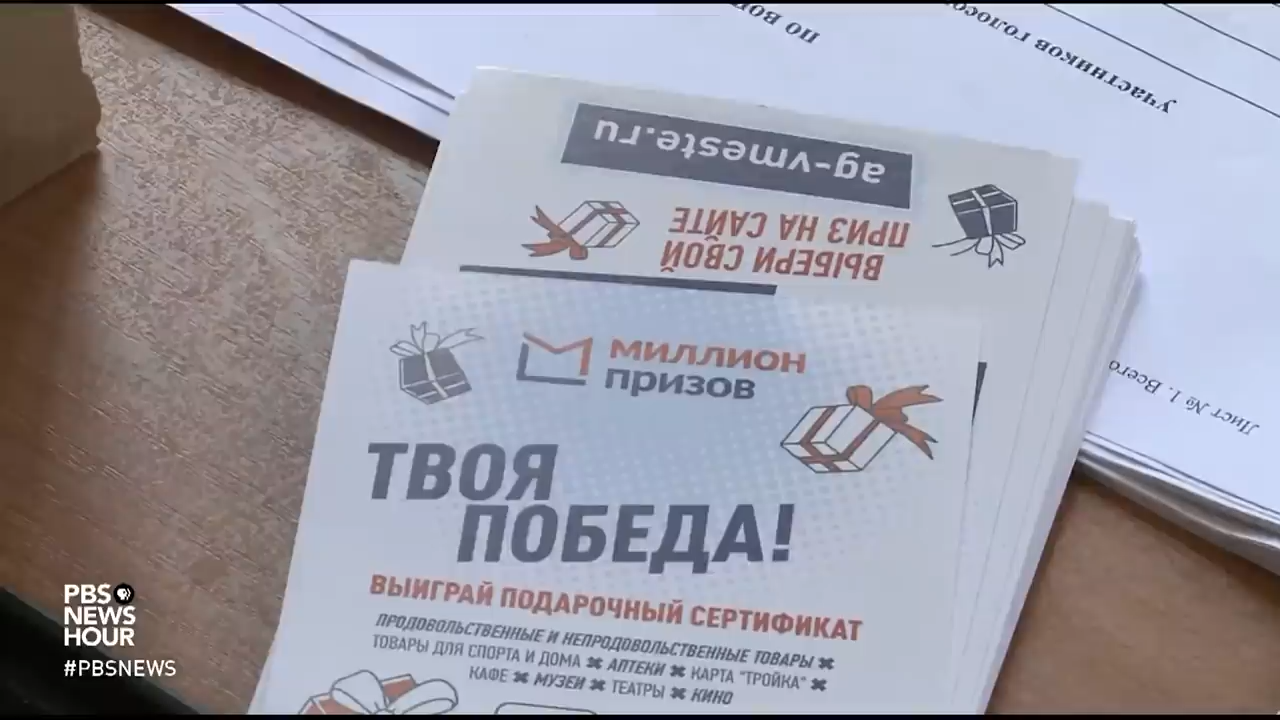 по во
участников голосо
Лист № 1. Всего
ag-vmeste.ru
ВЫБЕРИ СВОЙ
ПРИЗ НА САЙТЕ
МИЛЛИОН
ПРИЗОВ
ТВОЯ
ПОБЕДА!
ВЫИГРАЙ ПОДАРОЧНЫЙ СЕРТИФИКАТ
ПРОДОВОЛЬСТВЕННЫЕ И НЕПРОДОВОЛЬСТВЕННЫЕ ТОВАРЫ ✖
ТОВАРЫ ДЛЯ СПОРТА И ДОМА ✖ АПТЕКИ ✖ КАРТА "ТРОЙКА" ✖
КАФЕ ✖ МУЗЕИ ✖ ТЕАТРЫ ✖ КИНО
PBS
NEWS
HOUR
#PBSNEWS